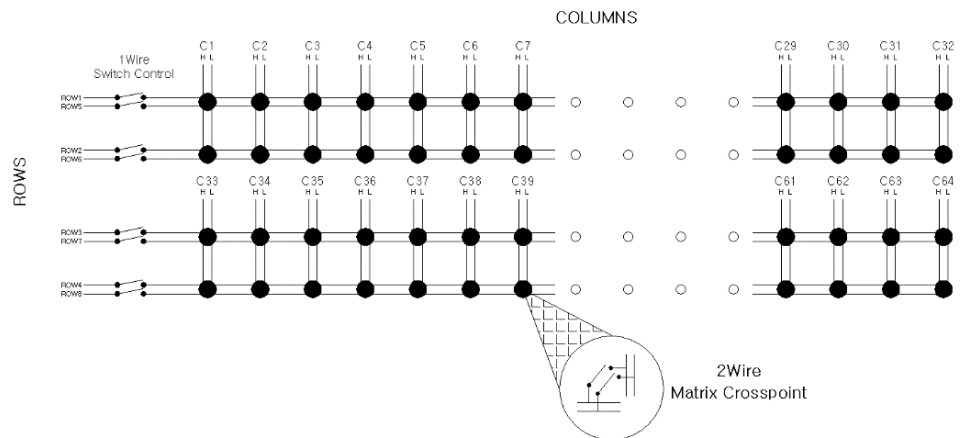 COLUMNS
C1 C2 C3 C4 C5 C6 C7 C29 C30 C31 C32
H L H L H L H L H L H L H L H L H L H L H L
1Wire
Switch Control
ROW1
ROW5
ROW2
ROW6
ROWS
C33 C34 C35 C36 C37 C38 C39 C61 C62 C63 C64
H L H L H L H L H L H L H L H L H L H L H L
ROW3
ROW7
ROW4
ROW8
2Wire
Matrix Crosspoint